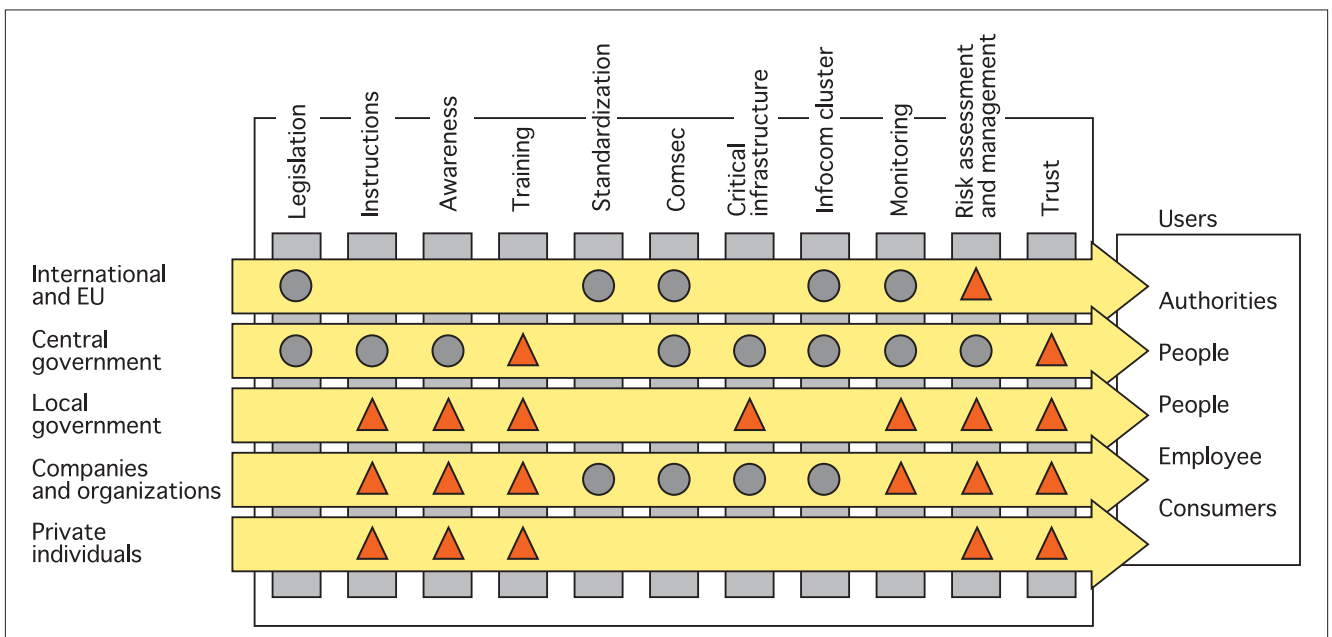 Legislation
Instructions
Awareness
Training
Standardization
Comsec
Critical
infrastructure
Infocom cluster
Monitoring
Risk assessment
and management
Trust
Users
International
and EU
Authorities
Central
government
People
Local
government
People
Companies
and organizations
Employee
Consumers
Private
individuals